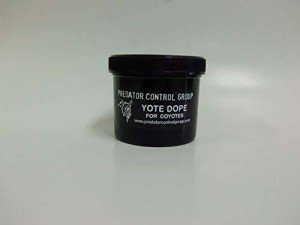 PREDATOR CONTROL GROUP
YOTE DOPE
FOR COYOTES
www.predatorcontrolgroup.com